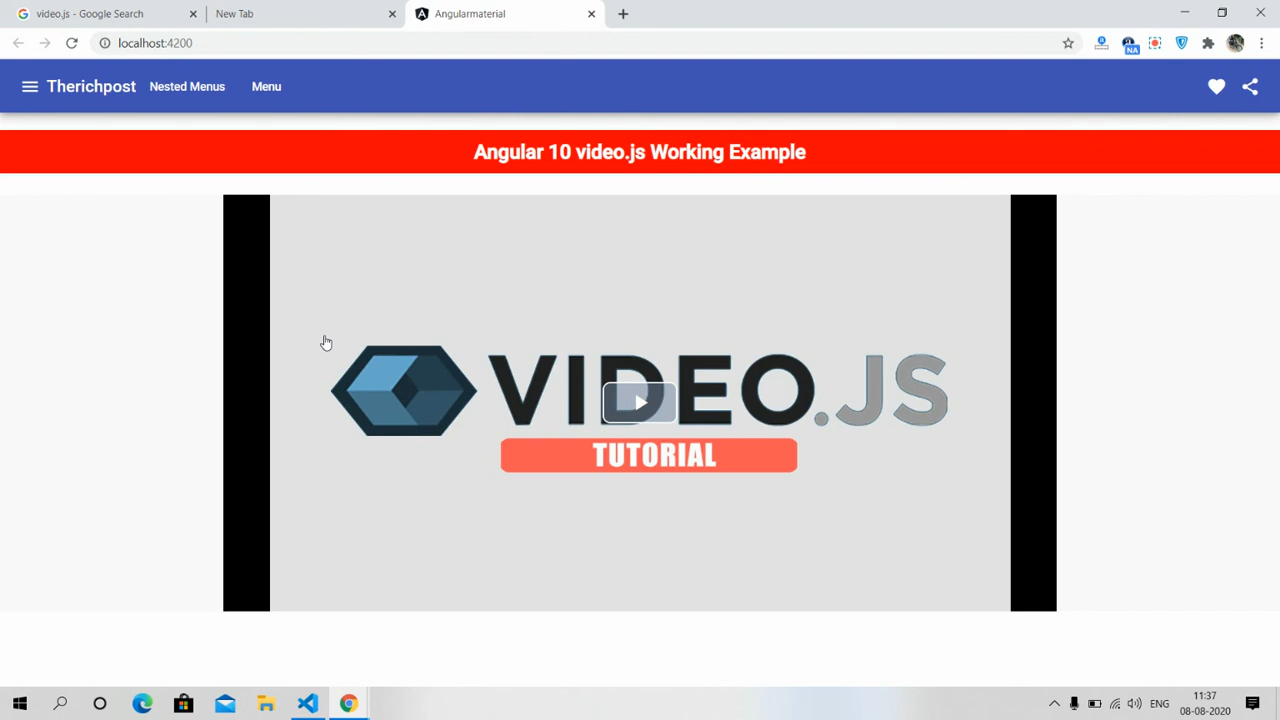 video.js - Google Search
New Tab
Angularmaterial
localhost:4200
NA
Therichpost
Nested Menus
Menu
Angular 10 video.js Working Example
VIDEO.JS
TUTORIAL
ENG
11:37
08-08-2020